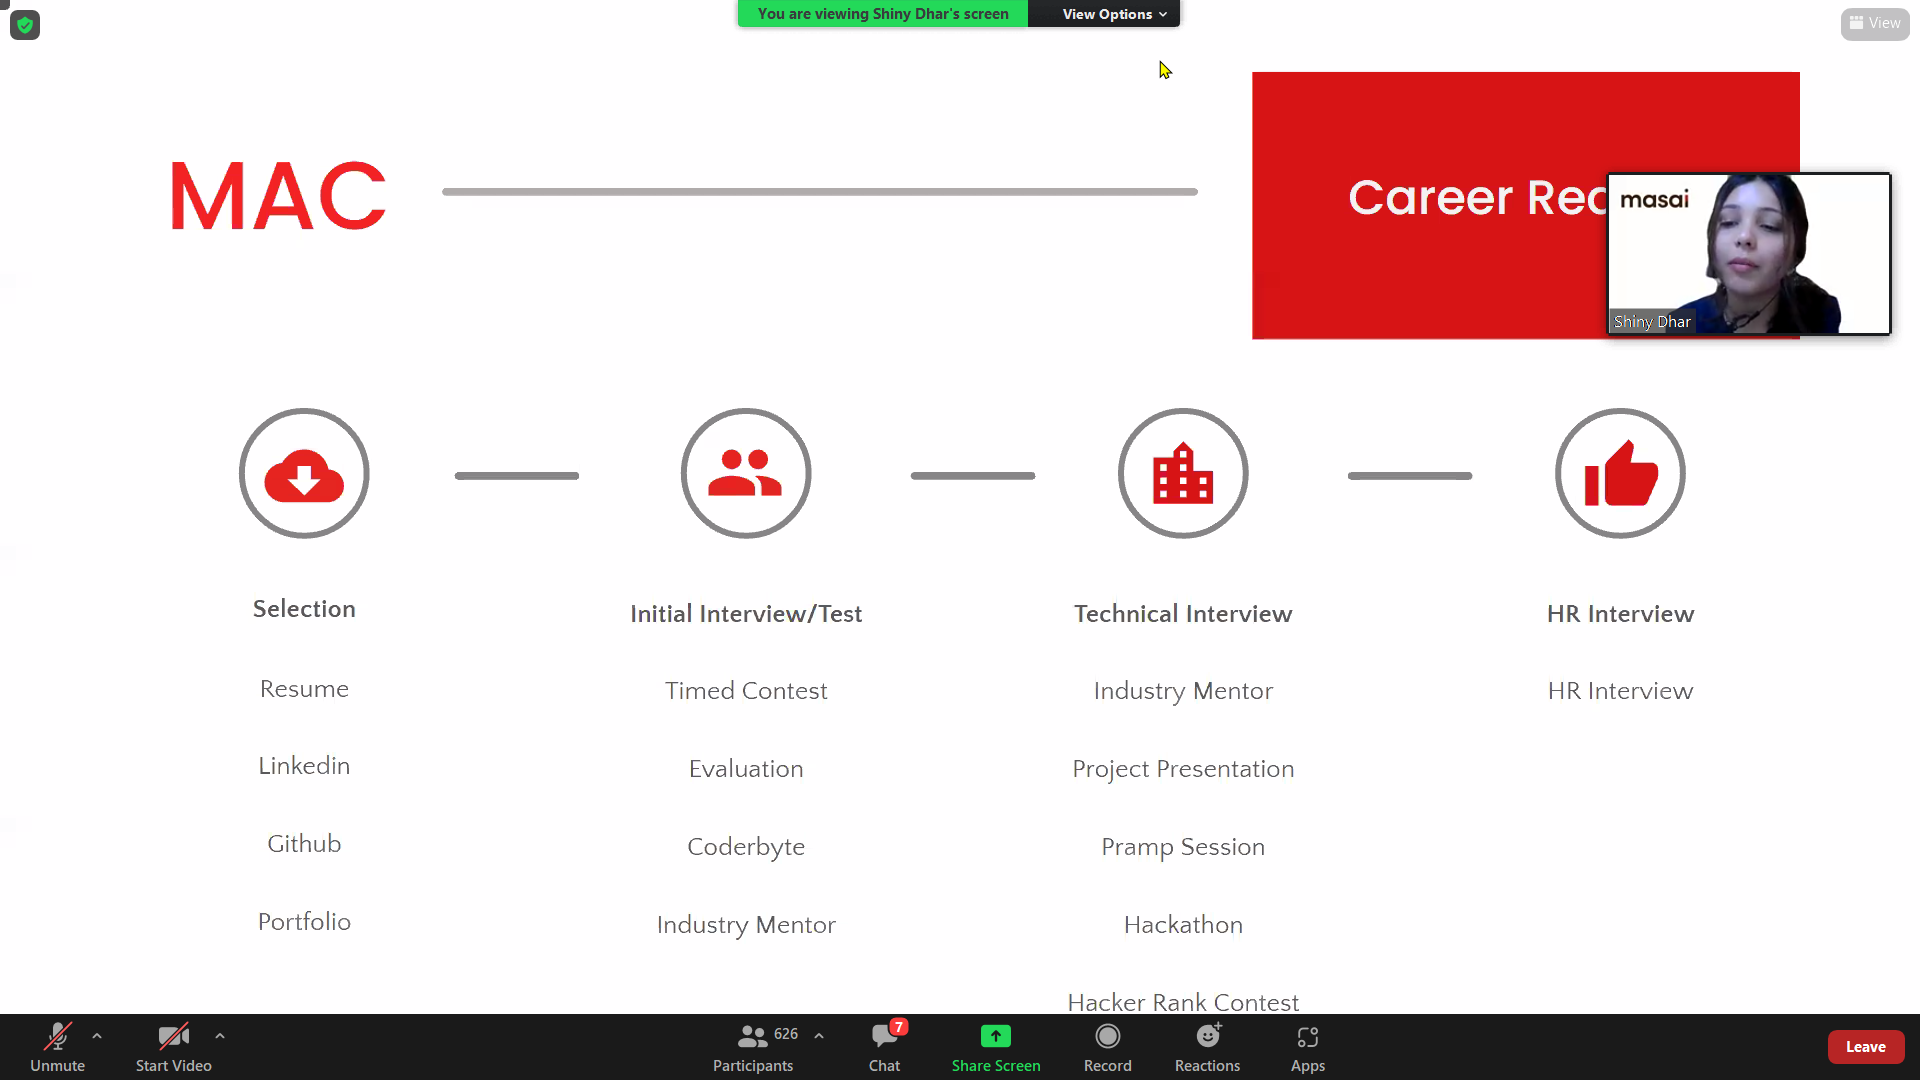 You are viewing Shiny Dhar's screen
View Options
View
MAC
Career
masai
Shiny Dhar
Selection
Initial Interview/Test
Technical Interview
HR Interview
Resume
Timed Contest
Industry Mentor
HR Interview
Linkedin
Evaluation
Project Presentation
Github
Coderbyte
Pramp Session
Portfolio
Industry Mentor
Hackathon
Hacker Rank Contest
Unmute
Start Video
626
Participants
7
Chat
Share Screen
Record
Reactions
Apps
Leave